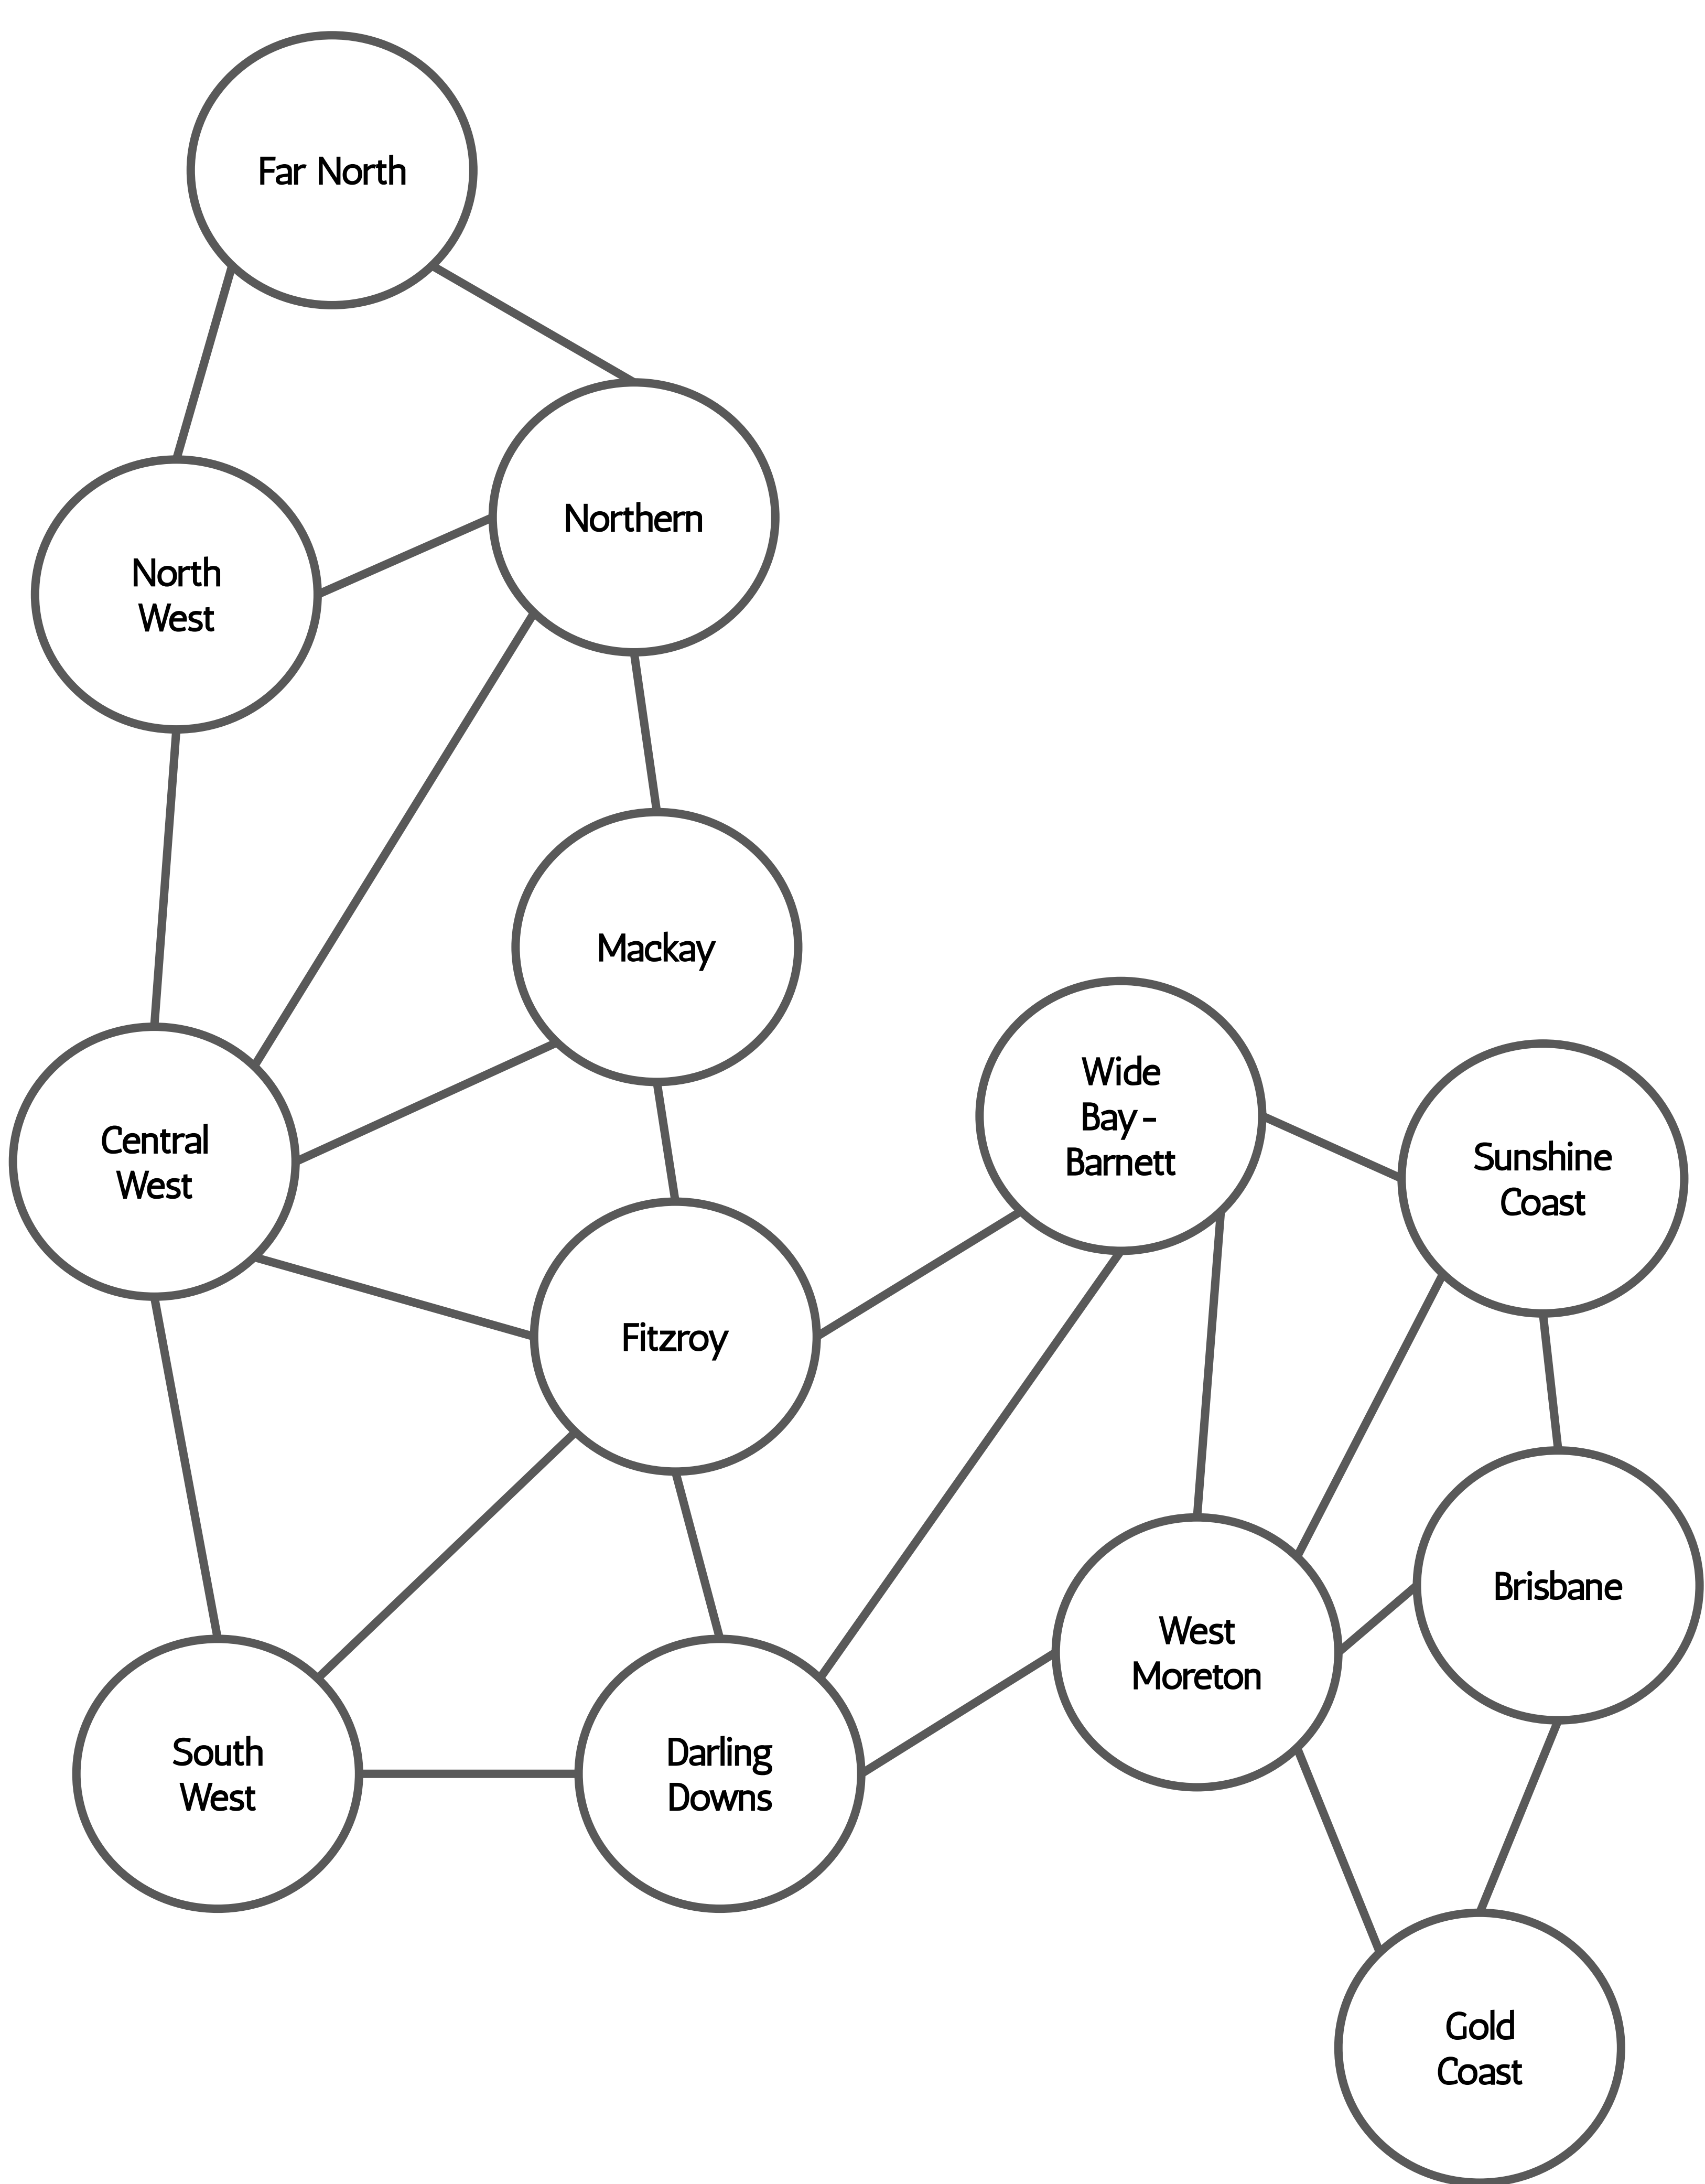 Far North
Northern
North
West
Mackay
Wide
Bay-
Barnett
Central
West
Sunshine
Coast
Fitzroy
Brisbane
West
Moreton
South
West
Darling
Downs
Gold
Coast